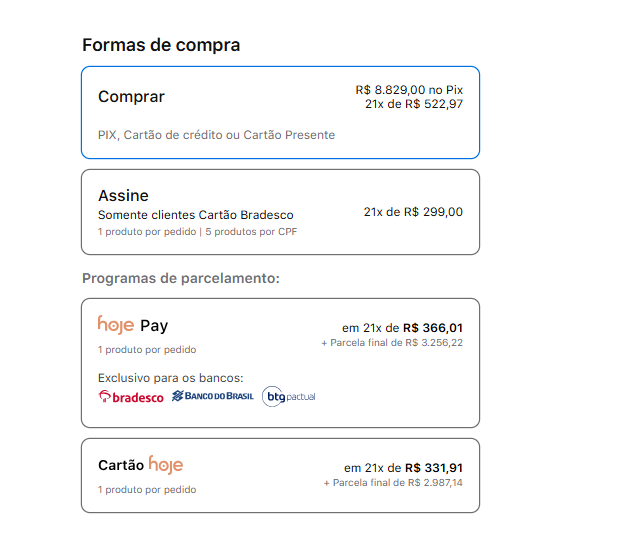 Formas de compra
Comprar
R$ 8.829,00 no Pix
21x de R$ 522,97
PIX, Cartão de crédito ou Cartão Presente
Assine
Somente clientes Cartão Bradesco
21x de R$ 299,00
1 produto por pedido | 5 produtos por CPF
Programas de parcelamento:
hoje Pay
em 21x de R$ 366,01
+ Parcela final de R$ 3.256,22
1 produto por pedido
Exclusivo para os bancos:
bradesco BANCO DO BRASIL btg pactual
Cartão hoje
em 21x de R$ 331,91
+ Parcela final de R$ 2.987,14
1 produto por pedido